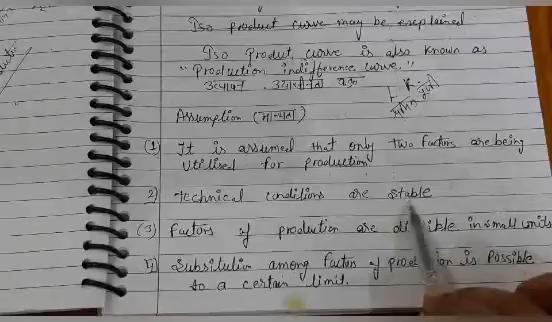 Iso product curve may be explained
Iso Product curve is also known as
"Production indifference curve."
उत्पादन उदासीनता वक्र
L K
Assumption (मान्यता)
(1) It is assumed that only two factors are being
utilised for production
2) technical conditions are stable
(3) factors of production are in small units
4) Subsitution among factors of is Possible
to a certain limit.